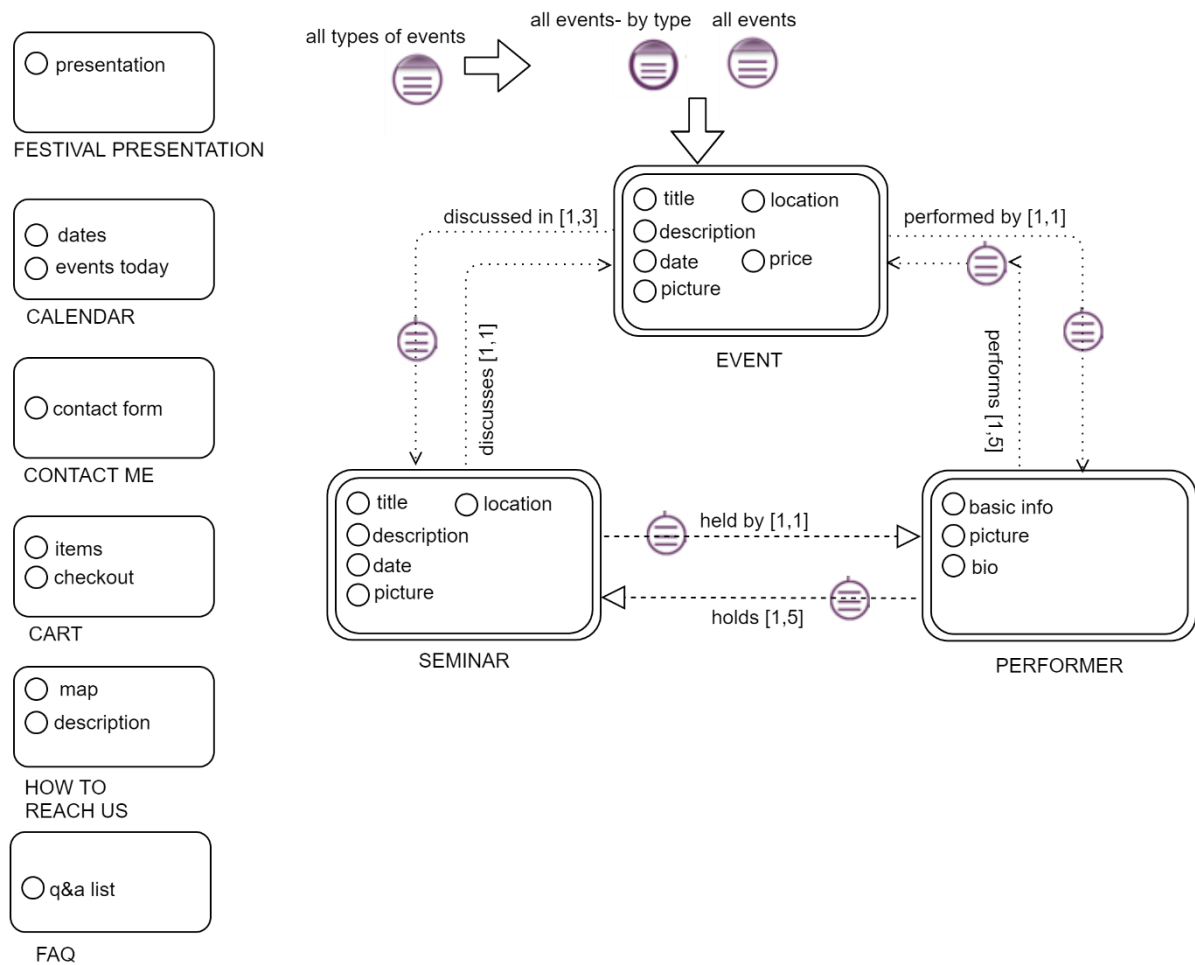 presentation
FESTIVAL PRESENTATION
dates
events today
CALENDAR
contact form
CONTACT ME
items
checkout
CART
map
description
HOW TO
REACH US
q&a list
FAQ
all types of events
all events- by type
all events
title
location
description
date
price
picture
EVENT
discussed in [1,3]
discusses [1,1]
performed by [1,1]
performs [1,5]
title
location
description
date
picture
SEMINAR
held by [1,1]
holds [1,5]
basic info
picture
bio
PERFORMER